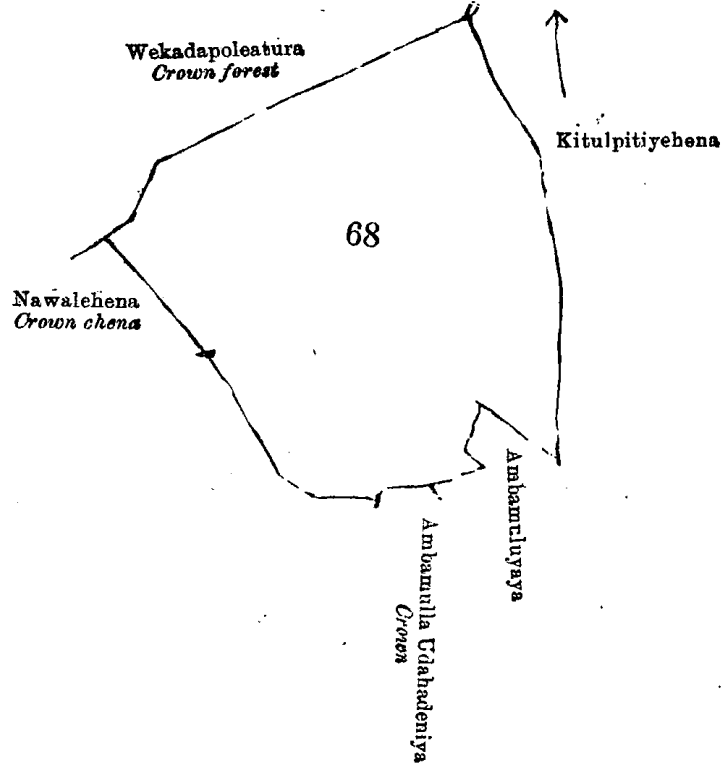 Wekadapoleatura
Crown forest
Kitulpitiyehena
68
Nawalehena
Crown chena
Ambamuluyaya
Ambamulla Udahadeniya
Crown